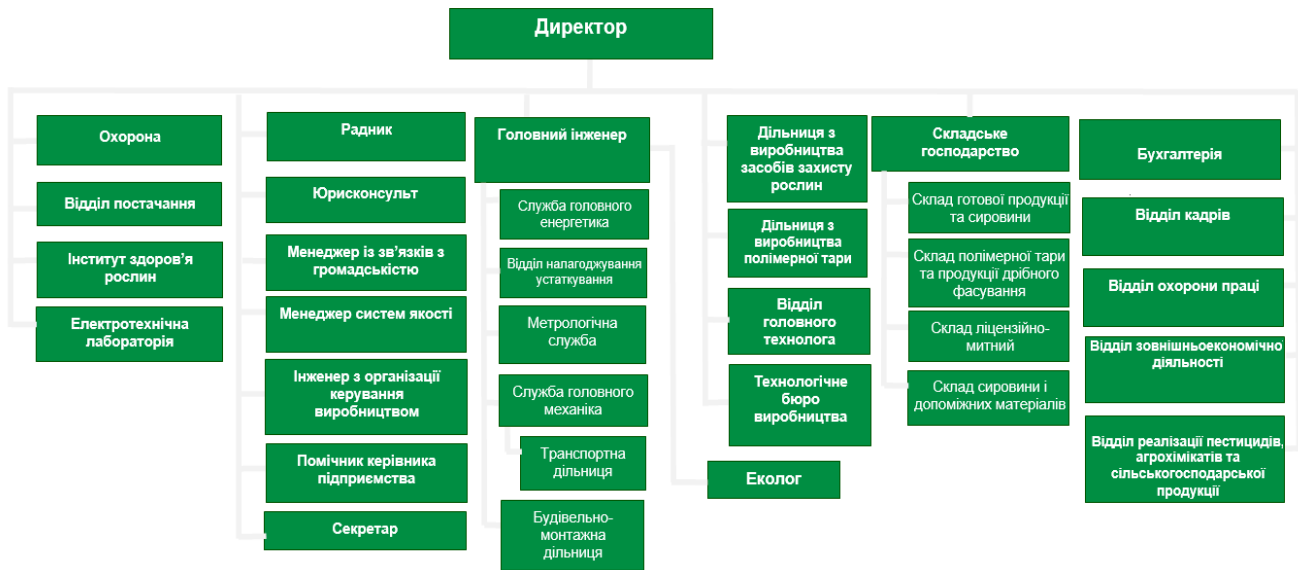 Директор
Охорона
Відділ постачання
Інститут здоров’я
рослин
Електротехнічна
лабораторія
Радник
Юрисконсульт
Менеджер із зв’язків з
громадськістю
Менеджер систем якості
Інженер з організації
керування
виробництвом
Помічник керівника
підприємства
Секретар
Головний інженер
Служба головного
енергетика
Відділ налагоджування
устаткування
Метрологічна
служба
Служба головного
механіка
Транспортна
дільниця
Будівельно-
монтажна
дільниця
Дільниця з
виробництва
засобів захисту
рослин
Дільниця з
виробництва
полімерної тари
Відділ
головного
технолога
Технологічне
бюро
виробництва
Еколог
Складське
господарство
Склад готової продукції
та сировини
Склад полімерної тари
та продукції дрібного
фасування
Склад ліцензійно-
митний
Склад сировини і
допоміжних матеріалів
Бухгалтерія
Відділ кадрів
Відділ охорони праці
Відділ зовнішньоекономічно
діяльності
Відділ реалізації пестицидів,
агрохімікатів та
сільськогосподарської
продукції